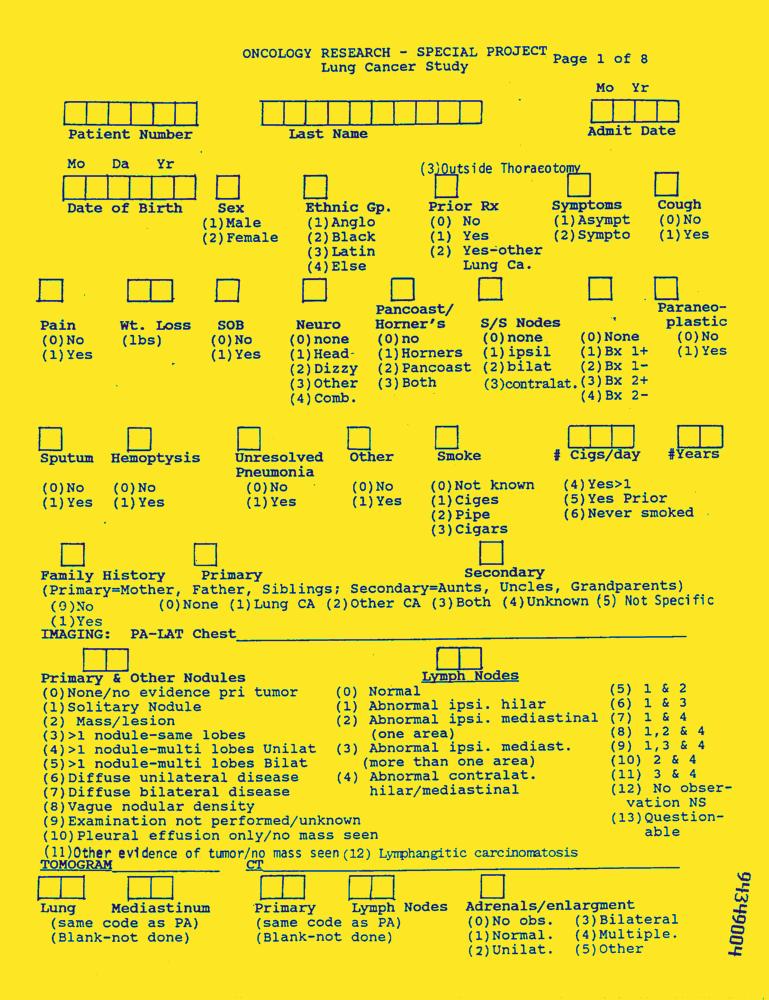 ONCOLOGY RESEARCH - SPECIAL PROJECT Page 1 of 8
Lung Cancer Study
Mo Yr
Patient Number Last Name Admit Date
Mo Da Yr (3)Outside Thoracotomy
Date of Birth Sex Ethnic Gp. Prior Rx Symptoms Cough
(1)Male (1)Anglo (0) No (1)Asympt (0)No
(2)Female (2)Black (1) Yes (2)Sympto (1)Yes
(3)Latin (2) Yes-other
(4)Else Lung Ca.
Pancoast/ Paraneo-
Pain Wt. Loss SOB Neuro Horner's S/S Nodes plastic
(0)No (lbs) (0)No (0)none (0)no (0)none (0)None (0)No
(1)Yes (1)Yes (1)Head- (1)Horners (1)ipsil (1)Bx 1+ (1)Yes
(2)Dizzy (2)Pancoast (2)bilat (2)Bx 1-
(3)Other (3)Both (3)contralat. (3)Bx 2+
(4)Comb. (4)Bx 2-
Sputum Hemoptysis Unresolved Other Smoke # Cigs/day #Years
Pneumonia
(0)No (0)No (0)No (0)No (0)Not known (4)Yes>1
(1)Yes (1)Yes (1)Yes (1)Yes (1)Ciges (5)Yes Prior
(2)Pipe (6)Never smoked
(3)Cigars
Family History Primary Secondary
(Primary=Mother, Father, Siblings; Secondary=Aunts, Uncles, Grandparents)
(0)No (0)None (1)Lung CA (2)Other CA (3)Both (4)Unknown (5) Not Specific
(1)Yes
IMAGING: PA-LAT Chest
Primary & Other Nodules Lymph Nodes
(0)None/no evidence pri tumor (0) Normal (5) 1 & 2
(1)Solitary Nodule (1) Abnormal ipsi. hilar (6) 1 & 3
(2) Mass/lesion (2) Abnormal ipsi. mediastinal (7) 1 & 4
(3)>1 nodule-same lobes (one area) (8) 1,2 & 4
(4)>1 nodule-multi lobes Unilat (3) Abnormal ipsi. mediast. (9) 1,3 & 4
(5)>1 nodule-multi lobes Bilat (more than one area) (10) 2 & 4
(6)Diffuse unilateral disease (4) Abnormal contralat. (11) 3 & 4
(7)Diffuse bilateral disease hilar/mediastinal (12) No obser-
(8)Vague nodular density vation NS
(9)Examination not performed/unknown (13)Question-
(10)Pleural effusion only/no mass seen able
(11)Other evidence of tumor/no mass seen (12) Lymphangitic carcinomatosis
TOMOGRAM CT
Lung Mediastinum Primary Lymph Nodes Adrenals/enlargment
(same code as PA) (same code as PA) (0)No obs. (3)Bilateral
(Blank-not done) (Blank-not done) (1)Normal. (4)Multiple.
(2)Unilat. (5)Other
94349004